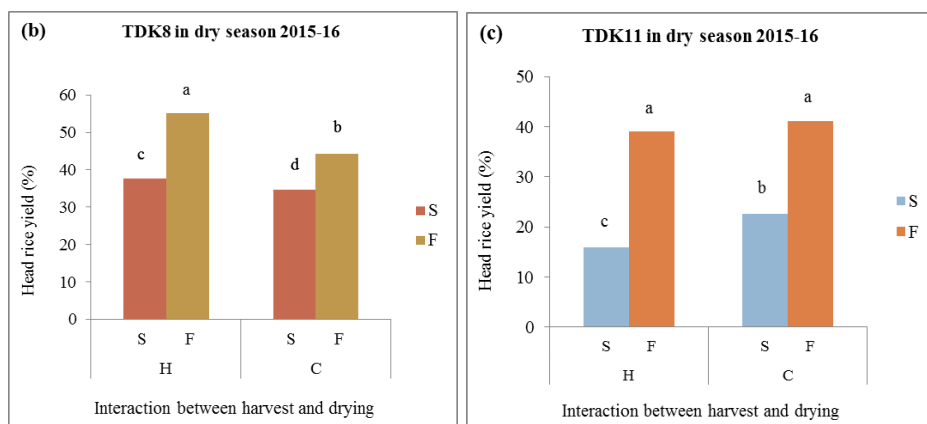 (b)
TDK8 in dry season 2015-16
Head rice yield (%)
60
50
40
30
20
10
0
c
a
d
b
S F S F
H C
Interaction between harvest and drying
S
F
(c)
TDK11 in dry season 2015-16
Head rice yield (%)
50
40
30
20
10
0
c
a
b
a
S F S F
H C
Interaction between harvest and drying
S
F